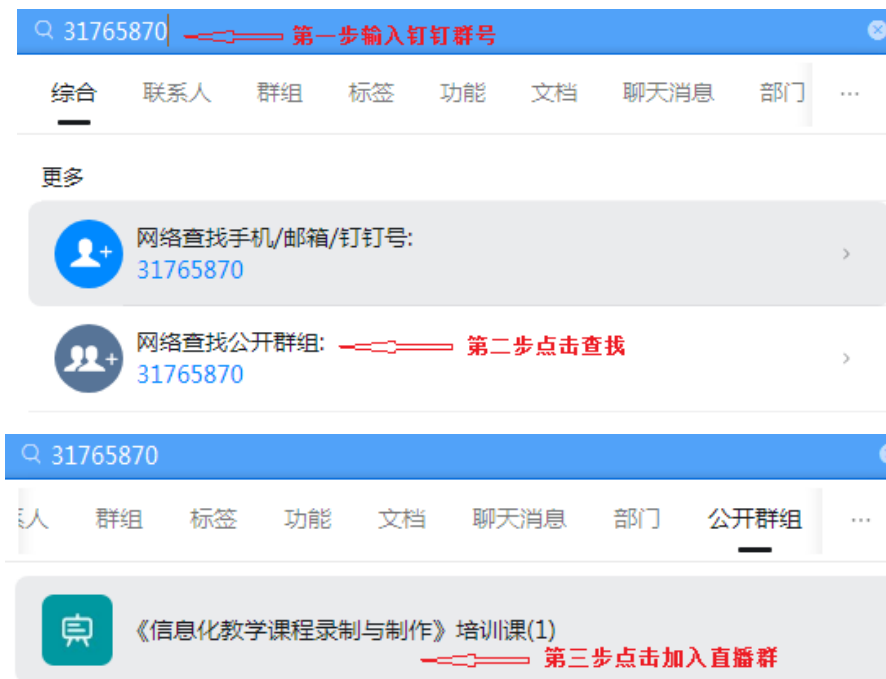 31765870 第一步输入钉钉群号
综合 联系人 群组 标签 功能 文档 聊天消息 部门 ...
更多
网络查找手机/邮箱/钉钉号:
31765870
网络查找公开群组: 第二步点击查找
31765870
31765870
人 群组 标签 功能 文档 聊天消息 部门 公开群组 ...
《信息化教学课程录制与制作》培训课(1)
第三步点击加入直播群